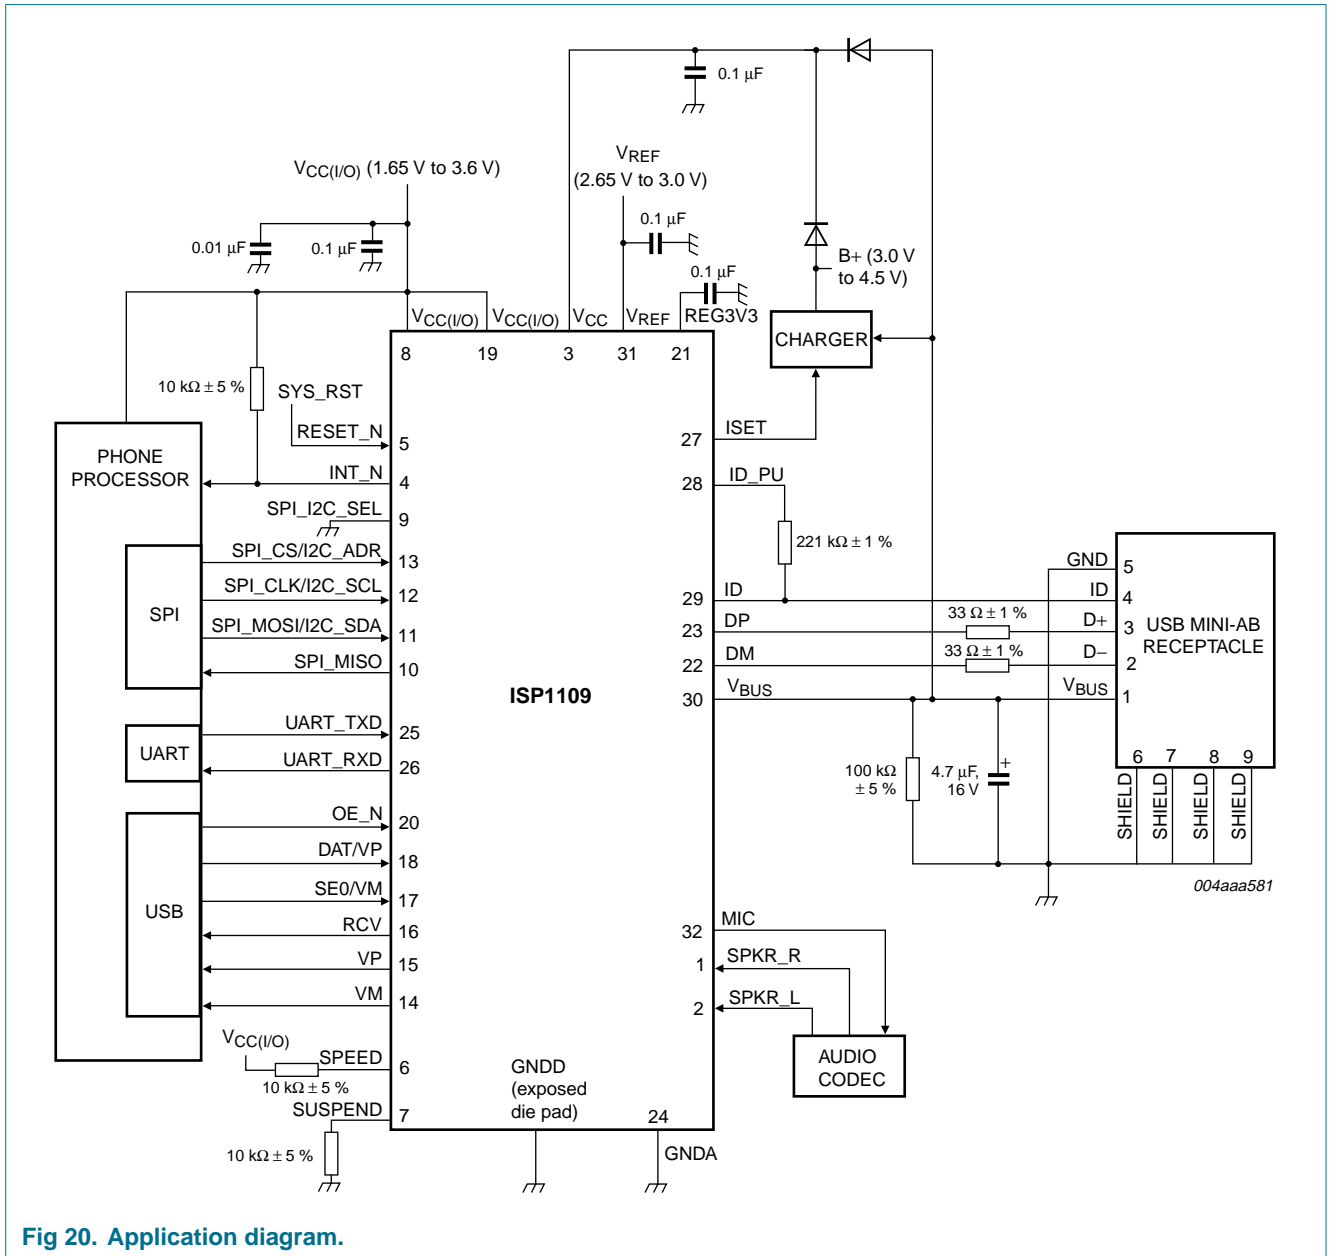 0.1 µF
VCC(I/O) (1.65 V to 3.6 V)
VREF
(2.65 V to 3.0 V)
0.01 µF
0.1 µF
0.1 µF
0.1 µF
B+ (3.0 V
to 4.5 V)
VCC(I/O)
VCC(I/O)
VCC
VREF
REG3V3
8
19
3
31
21
CHARGER
10 kΩ ± 5 %
SYS_RST
RESET_N
5
INT_N
4
SPI_I2C_SEL
9
PHONE
PROCESSOR
SPI
SPI_CS/I2C_ADR
13
SPI_CLK/I2C_SCL
12
SPI_MOSI/I2C_SDA
11
SPI_MISO
10
UART
UART_TXD
25
UART_RXD
26
USB
OE_N
20
DAT/VP
18
SE0/VM
17
RCV
16
VP
15
VM
14
VCC(I/O)
SPEED
6
10 kΩ ± 5 %
SUSPEND
7
10 kΩ ± 5 %
ISP1109
GNDD
(exposed
die pad)
24
GNDA
27
ISET
28
ID_PU
221 kΩ ± 1 %
29
ID
23
DP
33 Ω ± 1 %
22
DM
33 Ω ± 1 %
30
VBUS
100 kΩ
± 5 %
4.7 µF,
16 V
+
GND
5
ID
4
D+
3
D−
2
VBUS
1
USB MINI-AB
RECEPTACLE
6
7
8
9
SHIELD
SHIELD
SHIELD
SHIELD
004aaa581
32
MIC
1
SPKR_R
2
SPKR_L
AUDIO
CODEC
Fig 20. Application diagram.